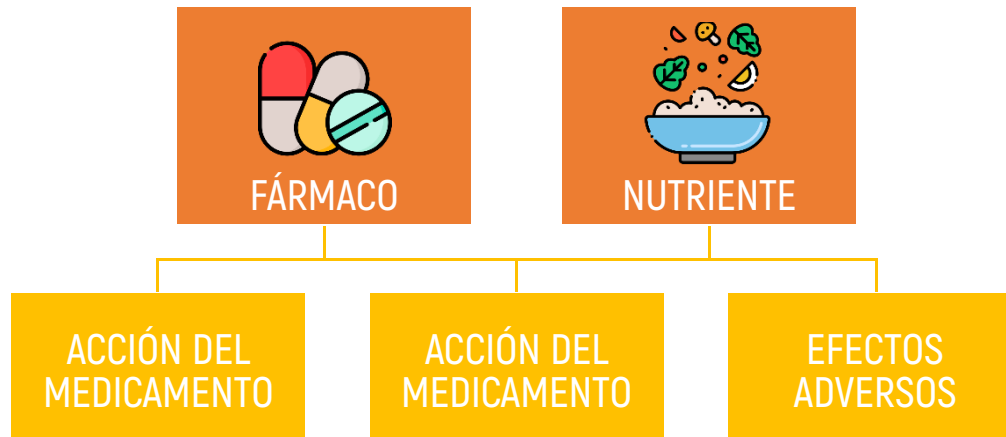 FÁRMACO
NUTRIENTE
ACCIÓN DEL
MEDICAMENTO
ACCIÓN DEL
MEDICAMENTO
EFECTOS
ADVERSOS